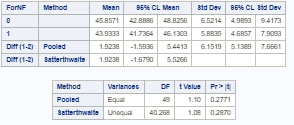 ForNF Method Mean 95% CL Mean Std Dev 95% CL Std Dev
0 45.8571 42.8886 48.8256 6.5214 4.9893 9.4173
1 43.9333 41.7364 46.1303 5.8835 4.6857 7.9093
Diff (1-2) Pooled 1.9238 -1.5936 5.4413 6.1519 5.1389 7.6661
Diff (1-2) Satterthwaite 1.9238 -1.6790 5.5266
Method Variances DF t Value Pr > |t|
Pooled Equal 49 1.10 0.2771
Satterthwaite Unequal 40.268 1.08 0.2870